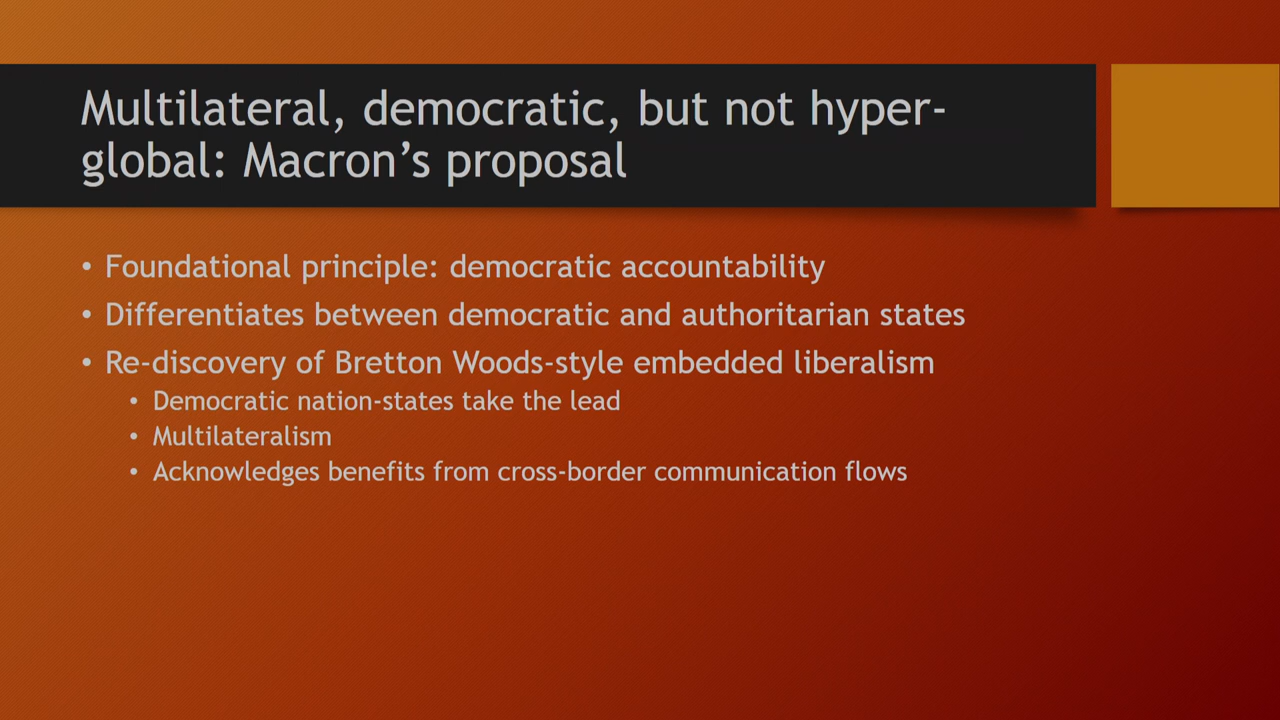 Multilateral, democratic, but not hyper-
global: Macron’s proposal
• Foundational principle: democratic accountability
• Differentiates between democratic and authoritarian states
• Re-discovery of Bretton Woods-style embedded liberalism
• Democratic nation-states take the lead
• Multilateralism
• Acknowledges benefits from cross-border communication flows